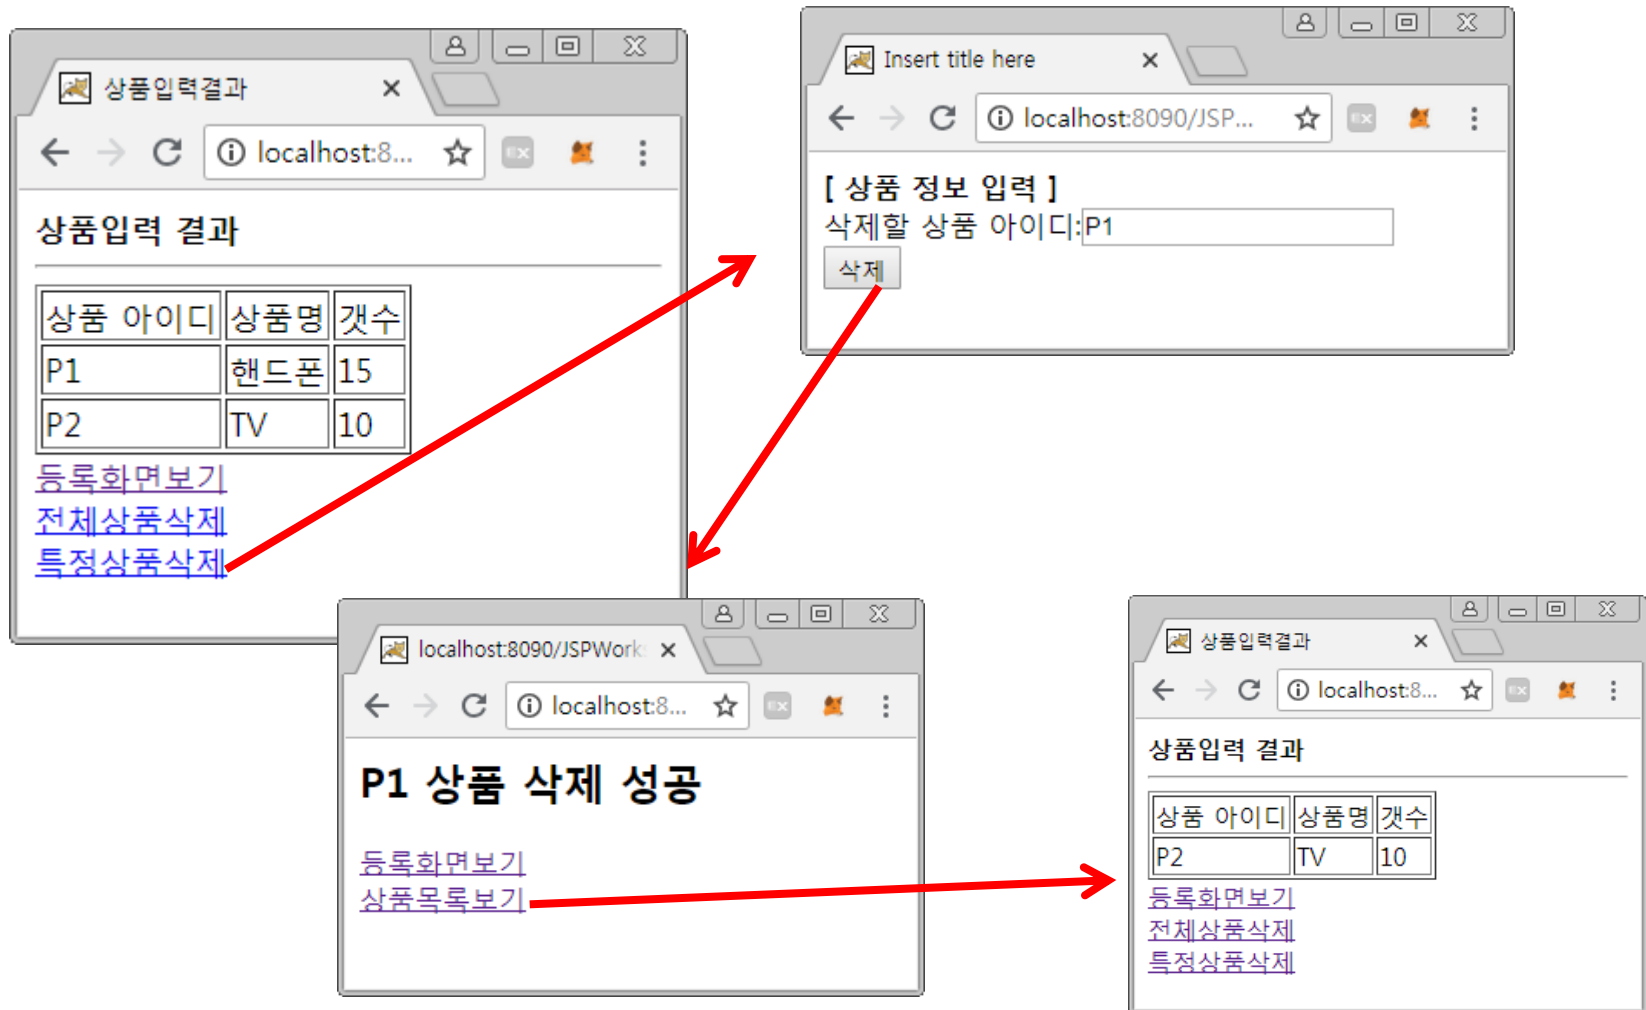 상품입력결과
localhost:8...
상품입력 결과
상품 아이디 상품명 갯수
P1 핸드폰 15
P2 TV 10
등록화면보기
전체상품삭제
특정상품삭제
Insert title here
localhost:8090/JSP...
[ 상품 정보 입력 ]
삭제할 상품 아이디:P1
삭제
localhost:8090/JSPWork
localhost:8...
P1 상품 삭제 성공
등록화면보기
상품목록보기
상품입력결과
localhost:8...
상품입력 결과
상품 아이디 상품명 갯수
P2 TV 10
등록화면보기
전체상품삭제
특정상품삭제